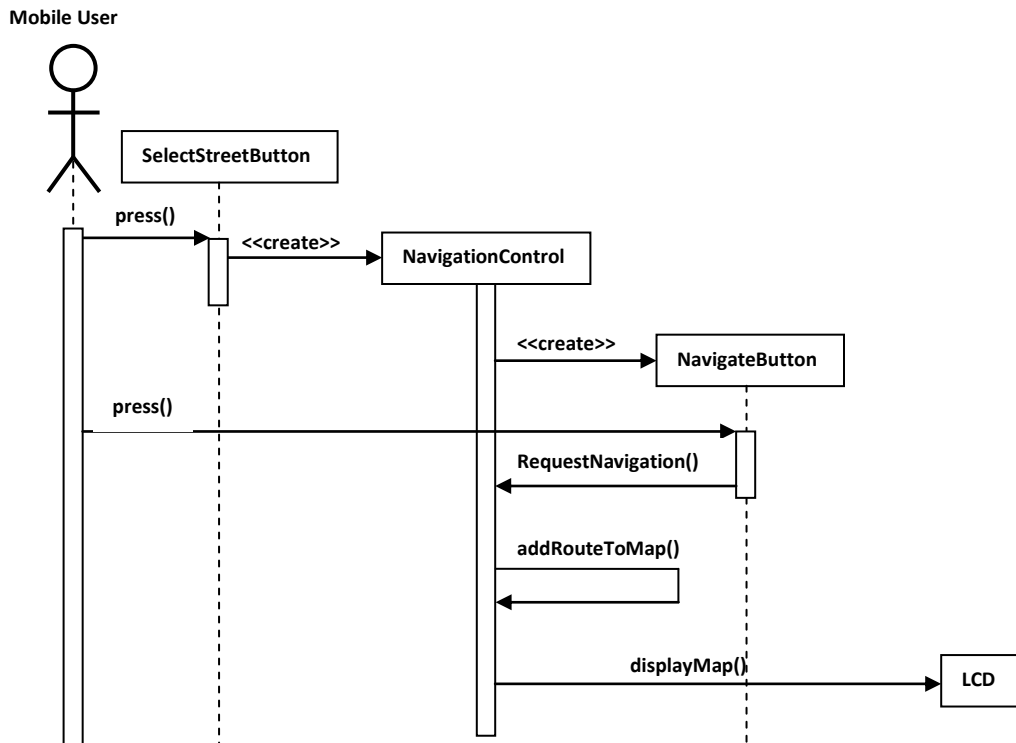 Mobile User
SelectStreetButton
press()
<<create>>
NavigationControl
<<create>>
NavigateButton
press()
RequestNavigation()
addRouteToMap()
displayMap()
LCD